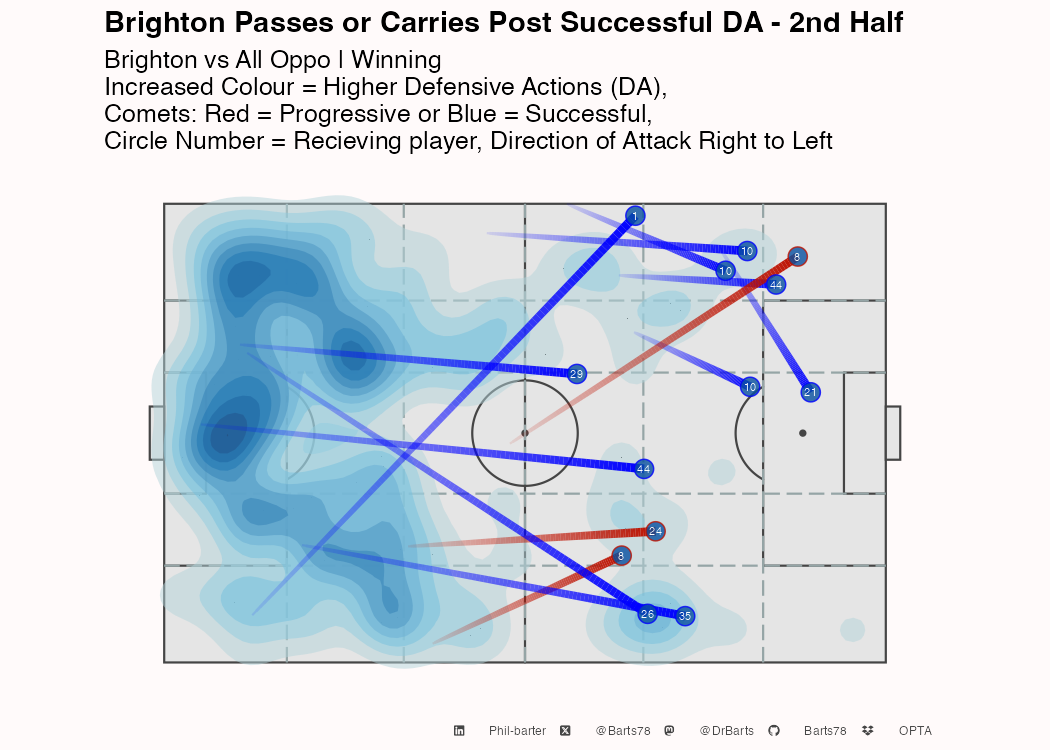 Brighton Passes or Carries Post Successful DA - 2nd Half
Brighton vs All Oppo | Winning
Increased Colour = Higher Defensive Actions (DA),
Comets: Red = Progressive or Blue = Successful,
Circle Number = Recieving player, Direction of Attack Right to Left
1
10
8
10
44
29
10
21
44
24
8
26
35
Phil-barter @Barts78 @DrBarts Barts78 OPTA